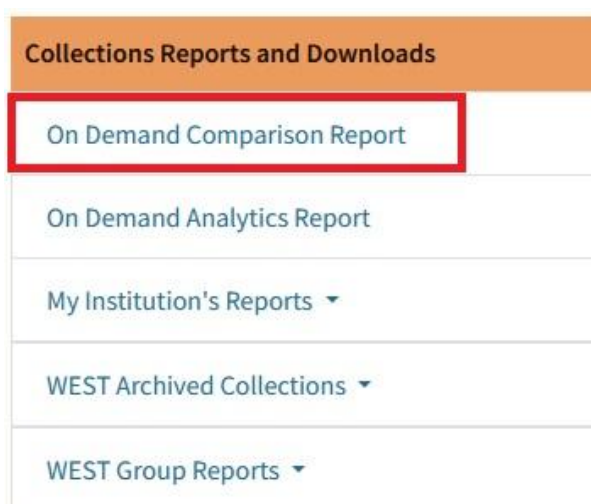 Collections Reports and Downloads
On Demand Comparison Report
On Demand Analytics Report
My Institution's Reports
WEST Archived Collections
WEST Group Reports